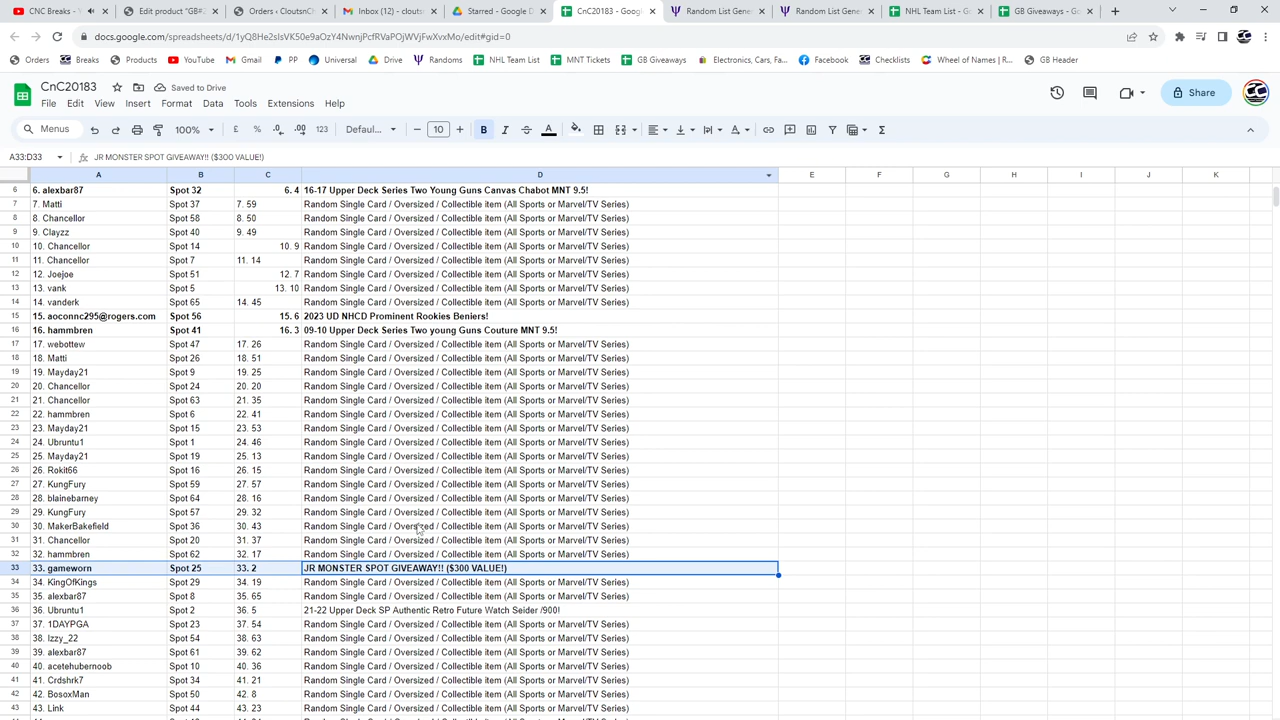 CNC Breaks - Y
Edit product "GB#2
Orders ‹ CloutsnCh
Inbox (12) - clouts
Starred - Google D
CnC20183 - Goog
Random List Gener
Random List Gener
NHL Team List - Go
GB Giveaways - Go
docs.google.com/spreadsheets/d/
Orders Breaks Products YouTube Gmail PP Universal Drive Randoms NHL Team List MNT Tickets GB Giveaways Electronics, Cars, Fa... Facebook Checklists Wheel of Names | R... GB Header
CnC20183 Saved to Drive
File Edit View Insert Format Data Tools Extensions Help
Share
Menus 100% £ % .0 .00 123 Defaul... 10 B I A Σ
A33:D33 fx JR MONSTER SPOT GIVEAWAY!! ($300 VALUE!)
A B C D E F G H I J K
6 6. alexbar87 Spot 32 6. 4 16-17 Upper Deck Series Two Young Guns Canvas Chabot MNT 9.5!
7 7. Matti Spot 37 7. 59 Random Single Card / Oversized / Collectible item (All Sports or Marvel/TV Series)
8 8. Chancellor Spot 58 8. 50 Random Single Card / Oversized / Collectible item (All Sports or Marvel/TV Series)
9 9. Clayzz Spot 40 9. 49 Random Single Card / Oversized / Collectible item (All Sports or Marvel/TV Series)
10 10. Chancellor Spot 14 10. 9 Random Single Card / Oversized / Collectible item (All Sports or Marvel/TV Series)
11 11. Chancellor Spot 7 11. 14 Random Single Card / Oversized / Collectible item (All Sports or Marvel/TV Series)
12 12. Joejoe Spot 51 12. 7 Random Single Card / Oversized / Collectible item (All Sports or Marvel/TV Series)
13 13. vank Spot 5 13. 10 Random Single Card / Oversized / Collectible item (All Sports or Marvel/TV Series)
14 14. vanderk Spot 65 14. 45 Random Single Card / Oversized / Collectible item (All Sports or Marvel/TV Series)
15 15. aoconnc295@rogers.com Spot 56 15. 6 2023 UD NHCD Prominent Rookies Beniers!
16 16. hammbren Spot 41 16. 3 09-10 Upper Deck Series Two young Guns Couture MNT 9.5!
17 17. webottew Spot 47 17. 26 Random Single Card / Oversized / Collectible item (All Sports or Marvel/TV Series)
18 18. Matti Spot 26 18. 51 Random Single Card / Oversized / Collectible item (All Sports or Marvel/TV Series)
19 19. Mayday21 Spot 9 19. 25 Random Single Card / Oversized / Collectible item (All Sports or Marvel/TV Series)
20 20. Chancellor Spot 24 20. 20 Random Single Card / Oversized / Collectible item (All Sports or Marvel/TV Series)
21 21. Chancellor Spot 63 21. 35 Random Single Card / Oversized / Collectible item (All Sports or Marvel/TV Series)
22 22. hammbren Spot 6 22. 41 Random Single Card / Oversized / Collectible item (All Sports or Marvel/TV Series)
23 23. Mayday21 Spot 15 23. 53 Random Single Card / Oversized / Collectible item (All Sports or Marvel/TV Series)
24 24. Ubruntu1 Spot 1 24. 46 Random Single Card / Oversized / Collectible item (All Sports or Marvel/TV Series)
25 25. Mayday21 Spot 19 25. 13 Random Single Card / Oversized / Collectible item (All Sports or Marvel/TV Series)
26 26. Rokit66 Spot 16 26. 15 Random Single Card / Oversized / Collectible item (All Sports or Marvel/TV Series)
27 27. KungFury Spot 59 27. 57 Random Single Card / Oversized / Collectible item (All Sports or Marvel/TV Series)
28 28. blainebarney Spot 64 28. 16 Random Single Card / Oversized / Collectible item (All Sports or Marvel/TV Series)
29 29. KungFury Spot 57 29. 32 Random Single Card / Oversized / Collectible item (All Sports or Marvel/TV Series)
30 30. MakerBakefield Spot 36 30. 43 Random Single Card / Oversized / Collectible item (All Sports or Marvel/TV Series)
31 31. Chancellor Spot 20 31. 37 Random Single Card / Oversized / Collectible item (All Sports or Marvel/TV Series)
32 32. hammbren Spot 62 32. 17 Random Single Card / Oversized / Collectible item (All Sports or Marvel/TV Series)
33 33. gameworn Spot 25 33. 2 JR MONSTER SPOT GIVEAWAY!! ($300 VALUE!)
34 34. KingOfKings Spot 29 34. 19 Random Single Card / Oversized / Collectible item (All Sports or Marvel/TV Series)
35 35. alexbar87 Spot 8 35. 65 Random Single Card / Oversized / Collectible item (All Sports or Marvel/TV Series)
36 36. Ubruntu1 Spot 2 36. 5 21-22 Upper Deck SP Authentic Retro Future Watch Seider /900!
37 37. 1DAYPGA Spot 23 37. 54 Random Single Card / Oversized / Collectible item (All Sports or Marvel/TV Series)
38 38. Izzy_22 Spot 54 38. 63 Random Single Card / Oversized / Collectible item (All Sports or Marvel/TV Series)
39 39. alexbar87 Spot 61 39. 62 Random Single Card / Oversized / Collectible item (All Sports or Marvel/TV Series)
40 40. acetehubernoob Spot 10 40. 36 Random Single Card / Oversized / Collectible item (All Sports or Marvel/TV Series)
41 41. Crdshrk7 Spot 34 41. 21 Random Single Card / Oversized / Collectible item (All Sports or Marvel/TV Series)
42 42. BosoxMan Spot 50 42. 8 Random Single Card / Oversized / Collectible item (All Sports or Marvel/TV Series)
43 43. Link Spot 44 43. 23 Random Single Card / Oversized / Collectible item (All Sports or Marvel/TV Series)